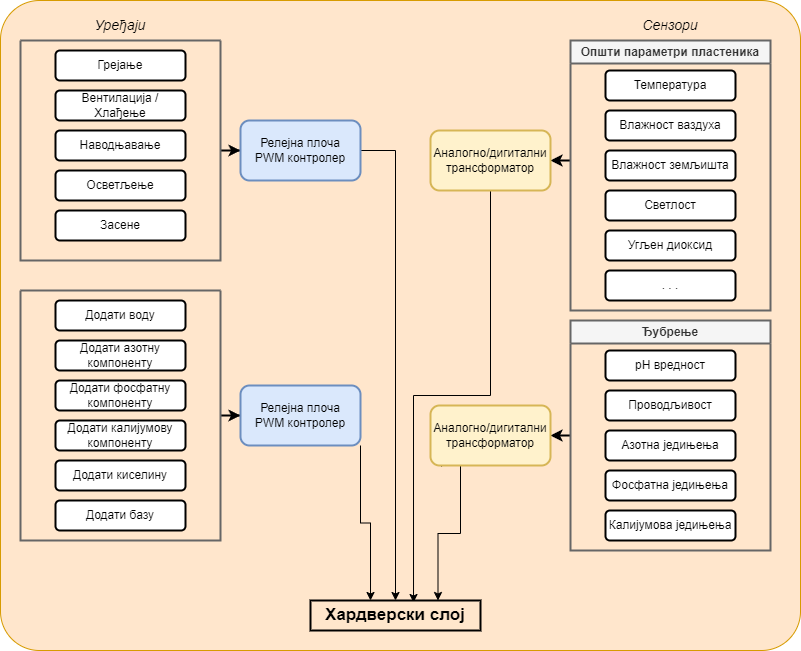 Уређаји
Грејање
Вентилација /
Хлађење
Наводњавање
Осветљење
Засене
Релејна плоча
PWM контролер
Додати воду
Додати азотну
компоненту
Додати фосфатну
компоненту
Додати калијумову
компоненту
Додати киселину
Додати базу
Релејна плоча
PWM контролер
Сензори
Општи параметри пластеника
Температура
Влажност ваздуха
Влажност земљишта
Светлост
Угљен диоксид
. . .
Аналогно/дигитални
трансформатор
Ђубрење
pH вредност
Проводљивост
Азотна једињења
Фосфатна једињења
Калијумова једињења
Аналогно/дигитални
трансформатор
Хардверски слој